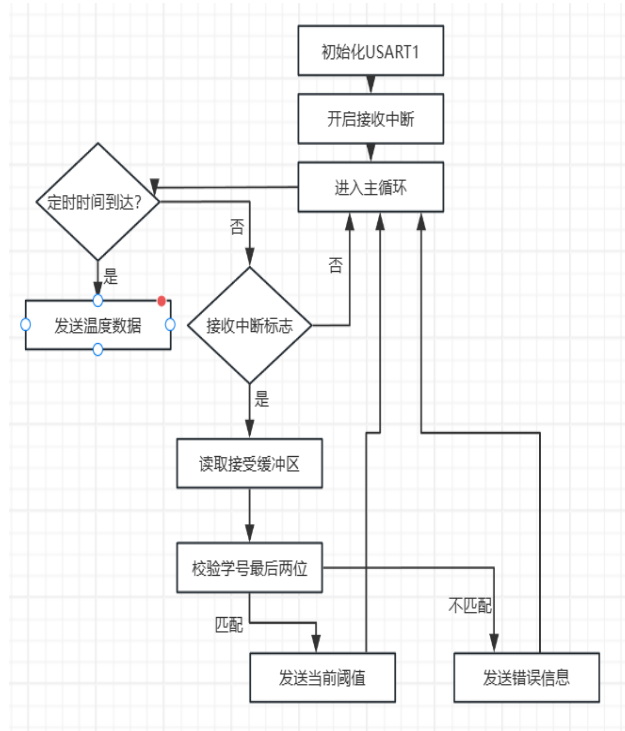 初始化USART1
开启接收中断
进入主循环
定时时间到达?
否
是
发送温度数据
接收中断标志
否
是
读取接受缓冲区
校验学号最后两位
匹配
不匹配
发送当前阈值
发送错误信息